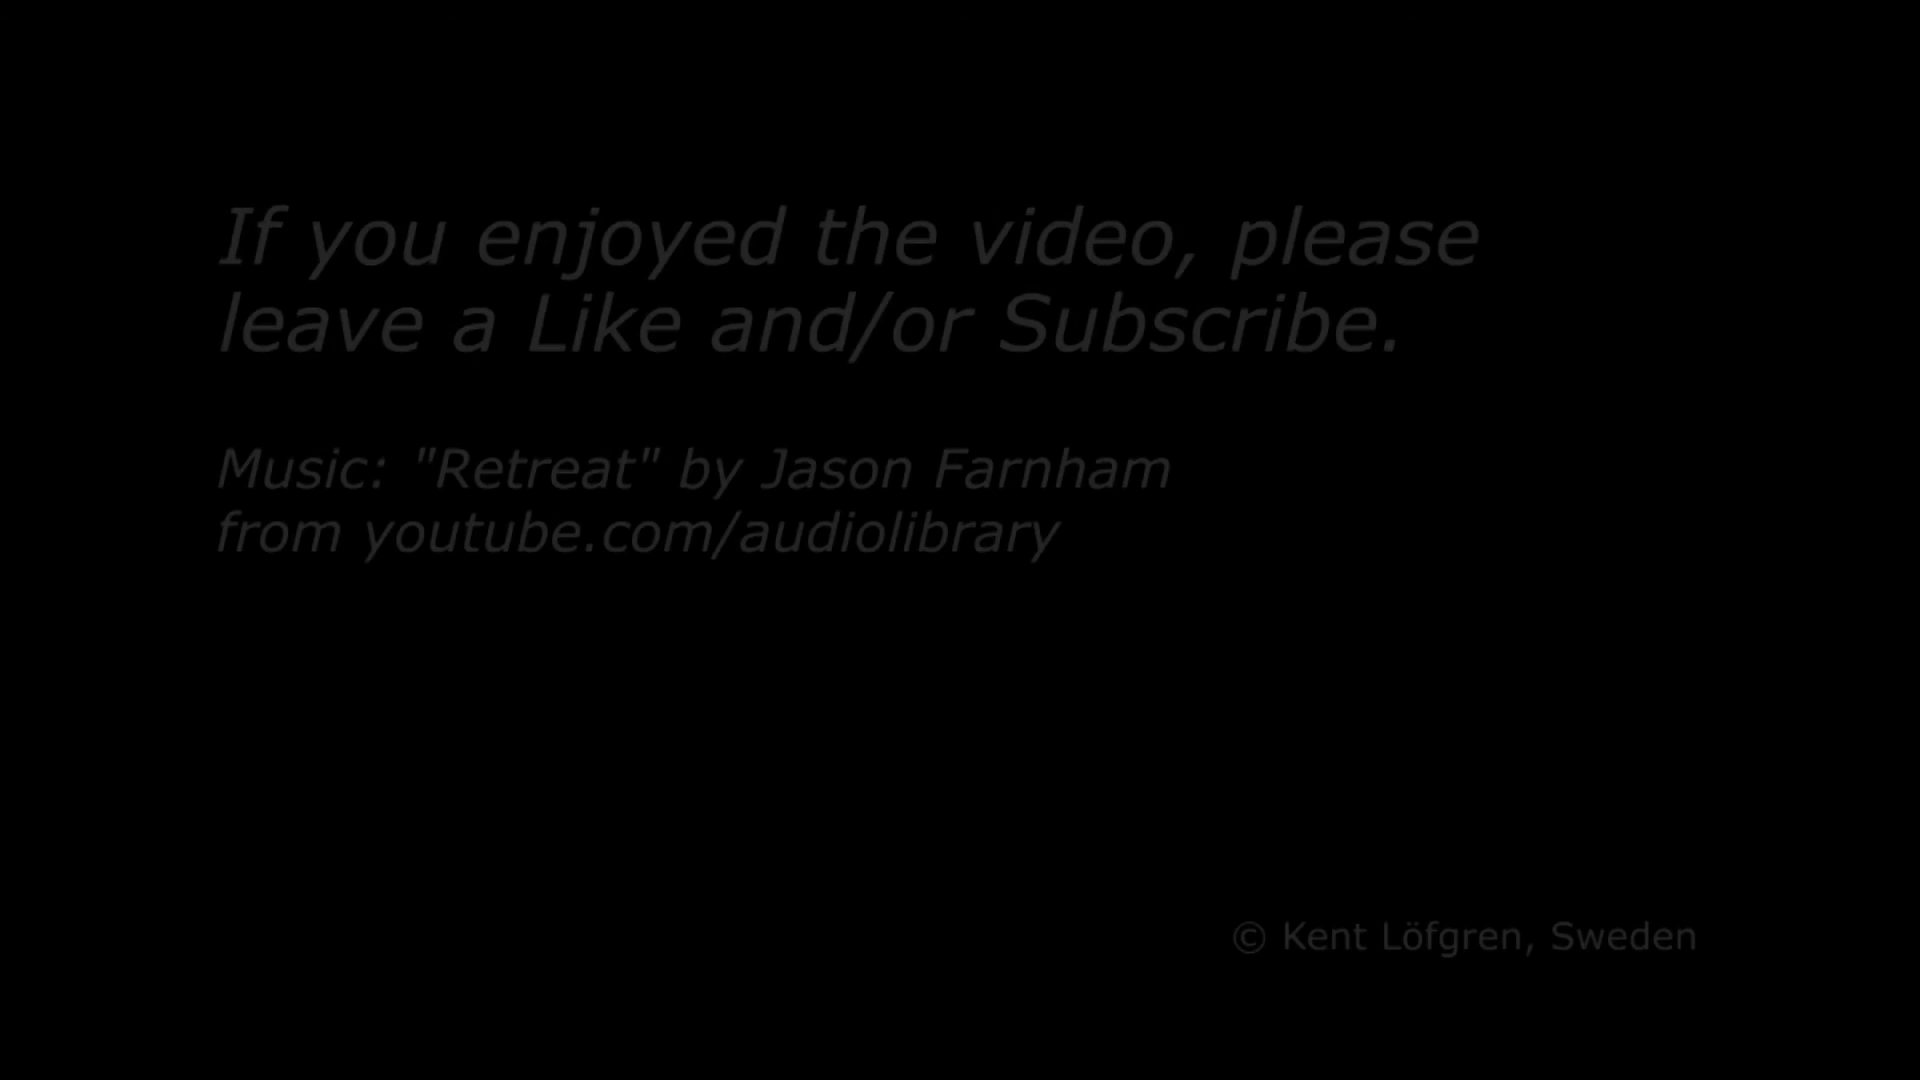 If you enjoyed the video, please
leave a Like and/or Subscribe.
Music: "Retreat" by Jason Farnham
from youtube.com/audiolibrary
© Kent Löfgren, Sweden